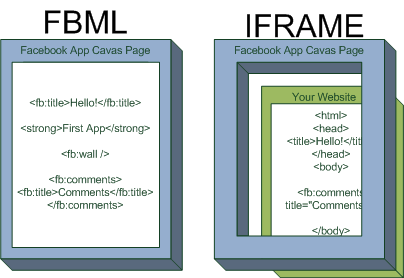 FBML
Facebook App Cavas Page
<fb:title>Hello!</fb:title>
<strong>First App</strong>
<fb:wall />
<fb:comments>
<fb:title>Comments</fb:title>
</fb:comments>
IFRAME
Facebook App Cavas Page
Your Website
<html>
<head>
<title>Hello!</tit
</head>
<body>
<fb:comment
title="Comments
</body>